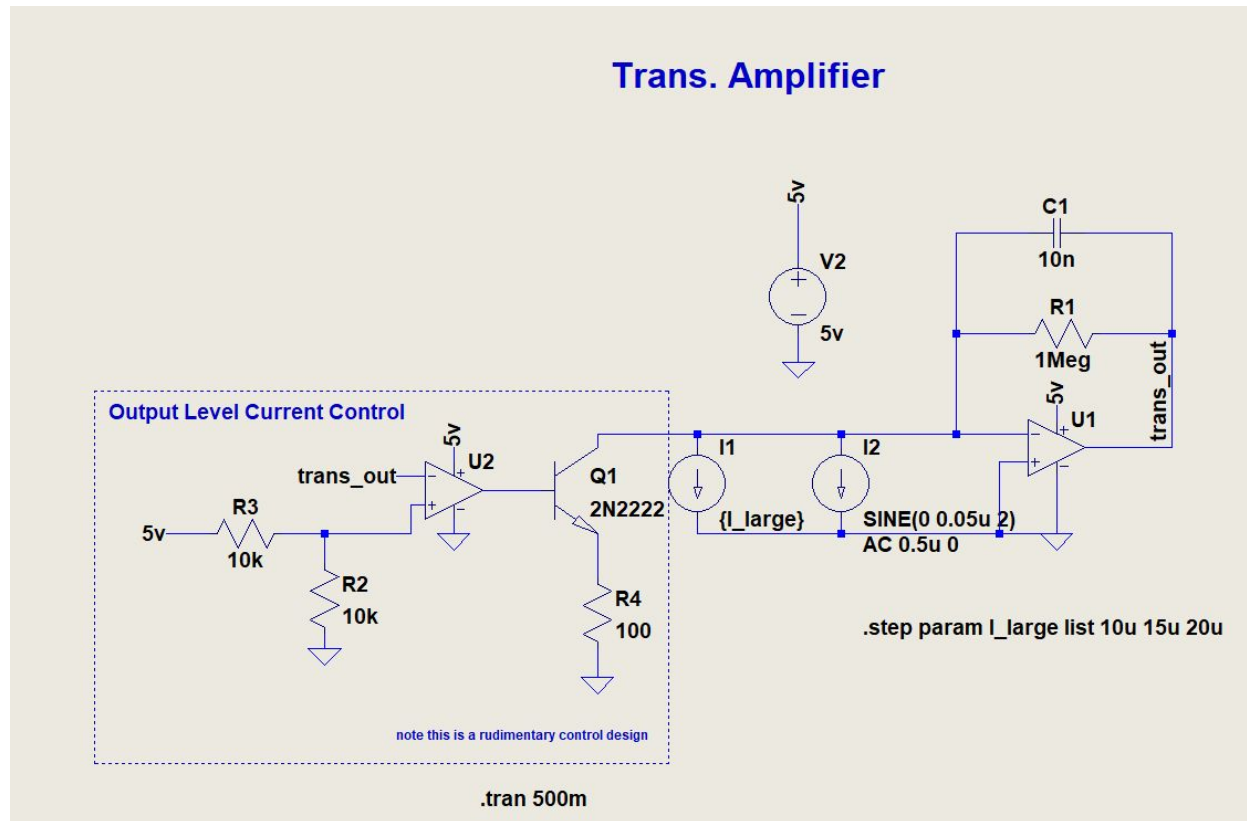 Trans. Amplifier
5v
V2
5v
C1
10n
R1
1Meg
trans_out
5v
U1
Output Level Current Control
5v
U2
trans_out
Q1
2N2222
I1
{I_large}
I2
SINE(0 0.05u 2)
AC 0.5u 0
R3
5v
10k
R2
10k
R4
100
.step param I_large list 10u 15u 20u
note this is a rudimentary control design
.tran 500m